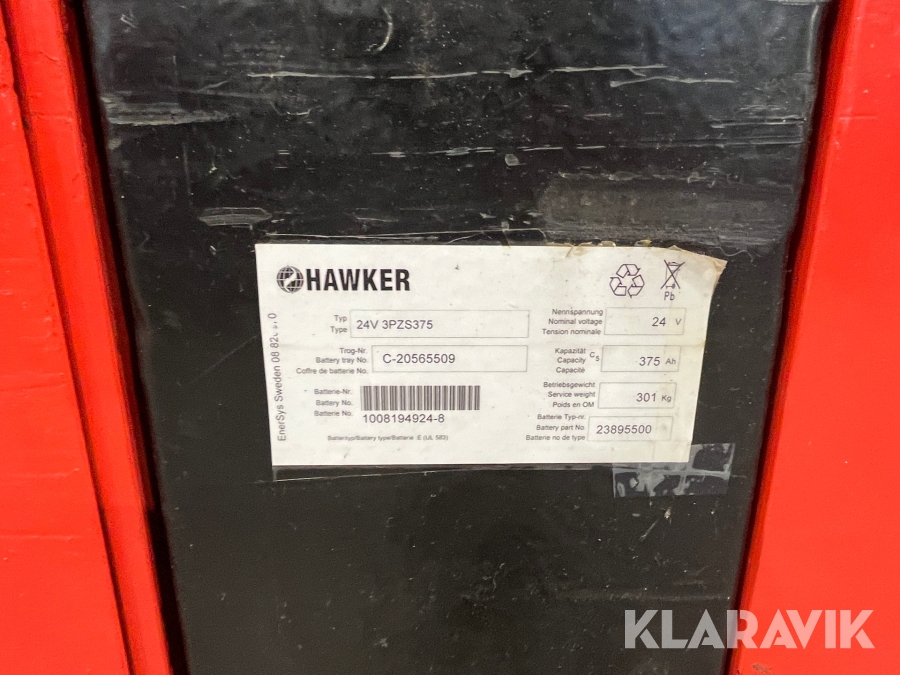 HAWKER
Pb
Typ
Type
24V 3PZS375
Nennspannung
Nominal voltage
Tension nominale
24 V
Trog-Nr.
Battery tray No.
Coffre de batterie No.
C-20565509
Kapazität
Capacity
Capacité
C5
375 Ah
Batterie-Nr.
Battery No.
Batterie No.
1008194924-8
Betriebsgewicht
Service weight
Poids en OM
301 Kg
Batterie Typ-nr.
Battery part No.
Batterie no de type
23895500
Batterietyp/Battery type/Batterie :E (UL 583)
EnerSys Sweden 08
KLARAVIK